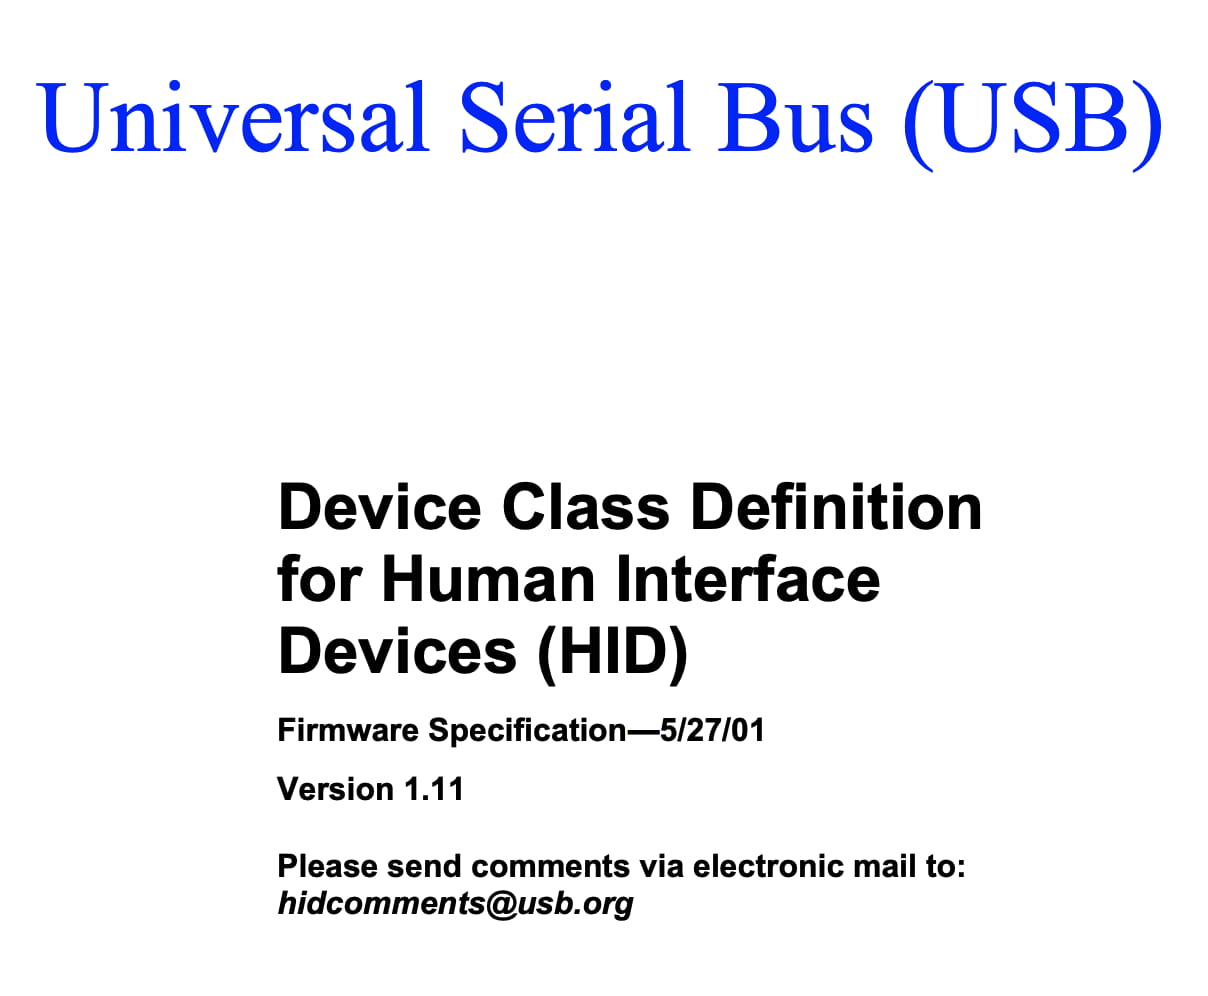 Universal Serial Bus (USB)
Device Class Definition
for Human Interface
Devices (HID)
Firmware Specification—5/27/01
Version 1.11
Please send comments via electronic mail to:
hidcomments@usb.org